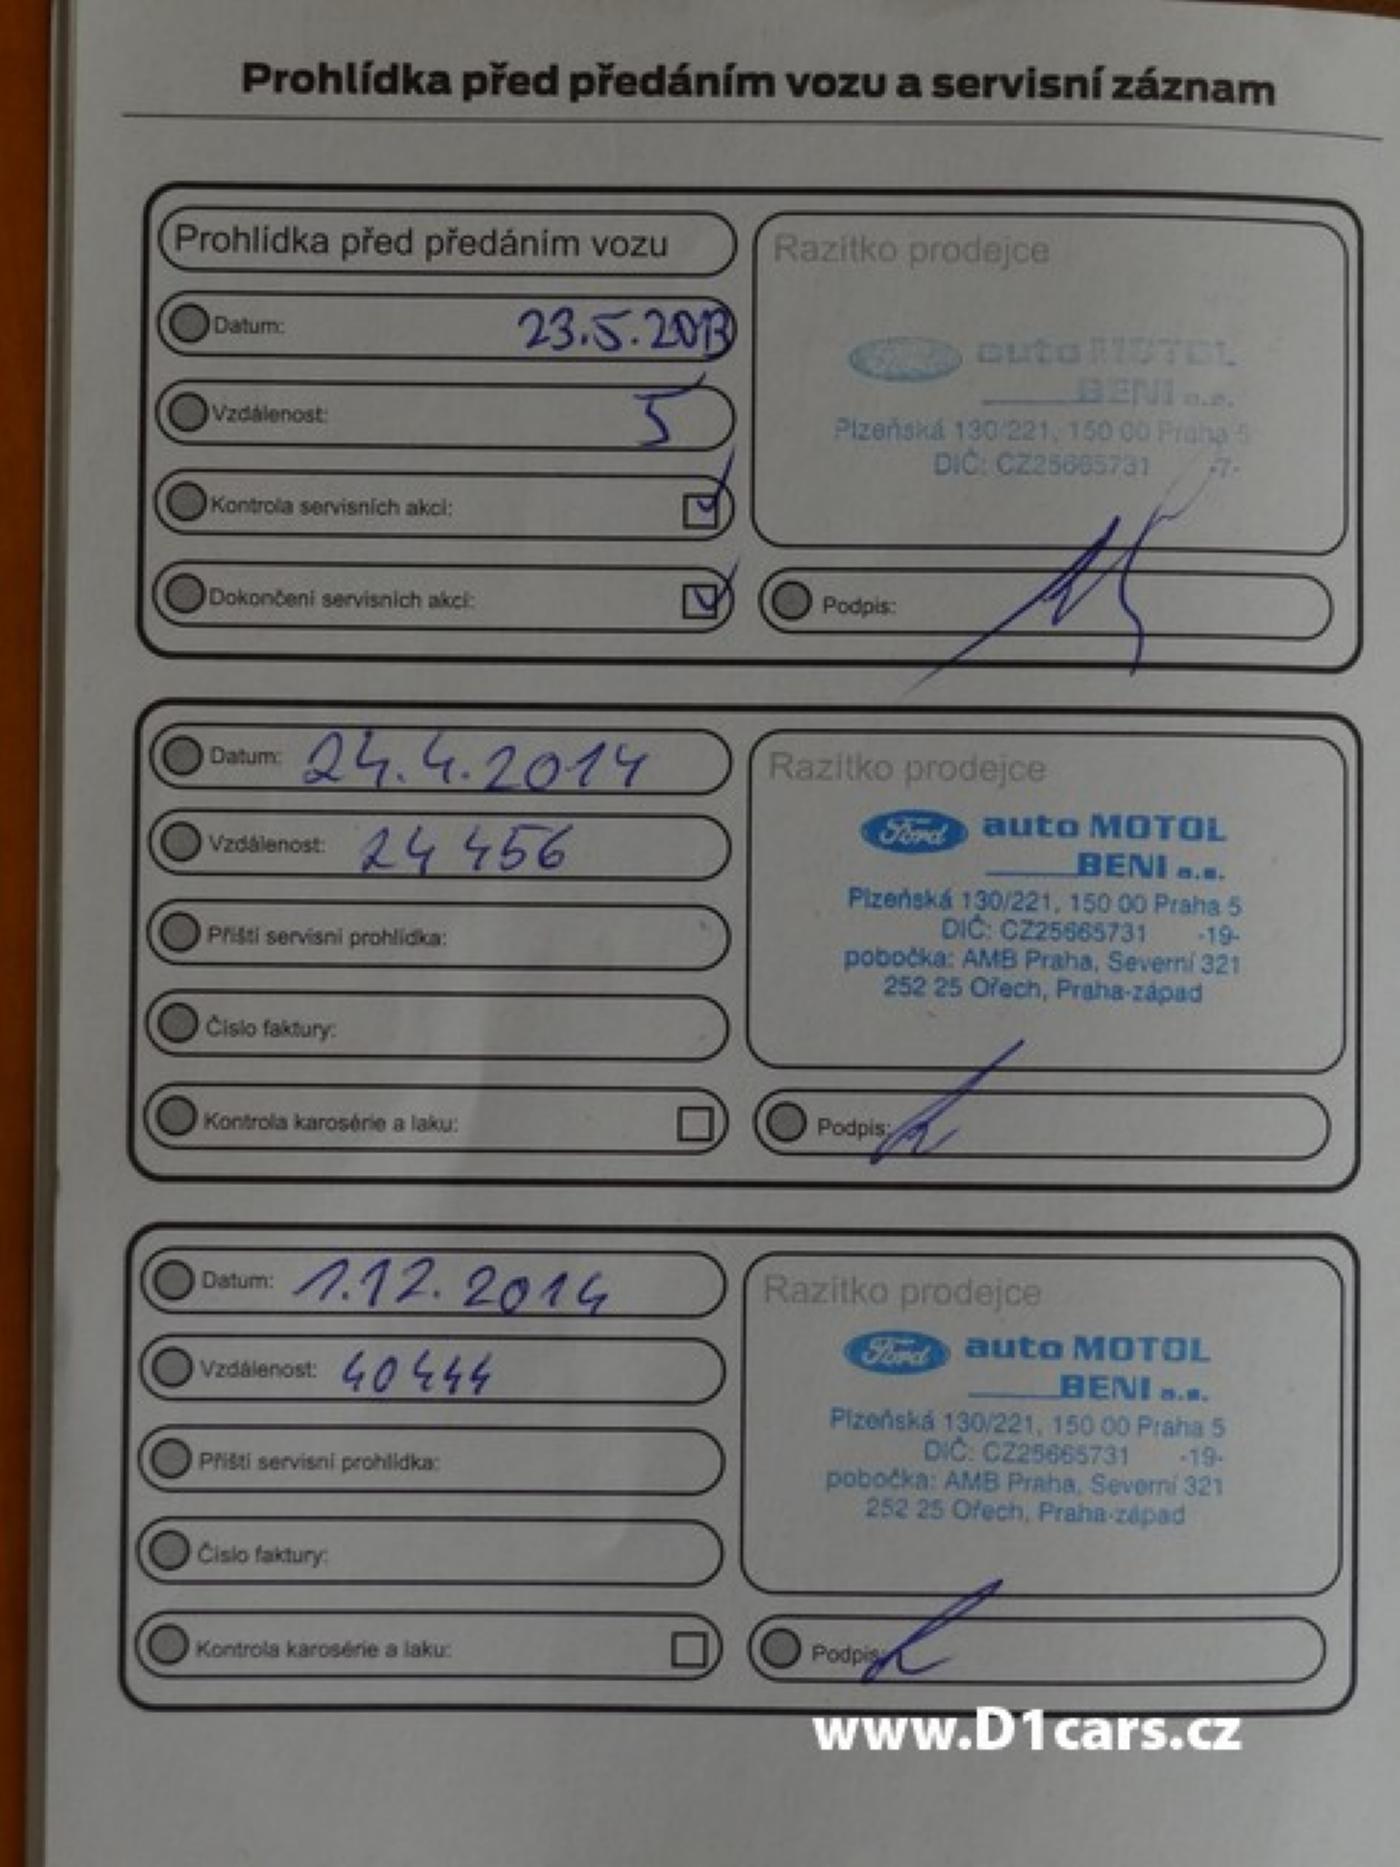 Prohlídka před předáním vozu a servisní záznam
Prohlídka před předáním vozu
Datum: 23.5.2013
Vzdálenost: 5
Kontrola servisních akcí:
Dokončení servisních akcí:
Razítko prodejce
Ford auto MOTOL
BENI a.s.
Plzeňská 130/221, 150 00 Praha 5
DIČ: CZ25665731 -7-
Podpis:
Datum: 24.4.2014
Vzdálenost: 24 456
Příští servisní prohlídka:
Číslo faktury:
Kontrola karosérie a laku:
Razítko prodejce
Ford auto MOTOL
BENI a.s.
Plzeňská 130/221, 150 00 Praha 5
DIČ: CZ25665731 -19-
pobočka: AMB Praha, Severní 321
252 25 Ořech, Praha-západ
Podpis:
Datum: 1.12.2014
Vzdálenost: 40 444
Příští servisní prohlídka:
Číslo faktury:
Kontrola karosérie a laku:
Razítko prodejce
Ford auto MOTOL
BENI a.s.
Plzeňská 130/221, 150 00 Praha 5
DIČ: CZ25665731 -19-
pobočka: AMB Praha, Severní 321
252 25 Ořech, Praha-západ
Podpis
www.D1cars.cz